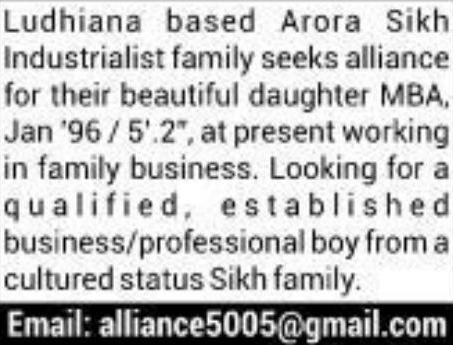 Ludhiana based Arora Sikh
Industrialist family seeks alliance
for their beautiful daughter MBA,
Jan '96 / 5'.2", at present working
in family business. Looking for a
qualified, established
business/professional boy from a
cultured status Sikh family.
Email: alliance5005@gmail.com